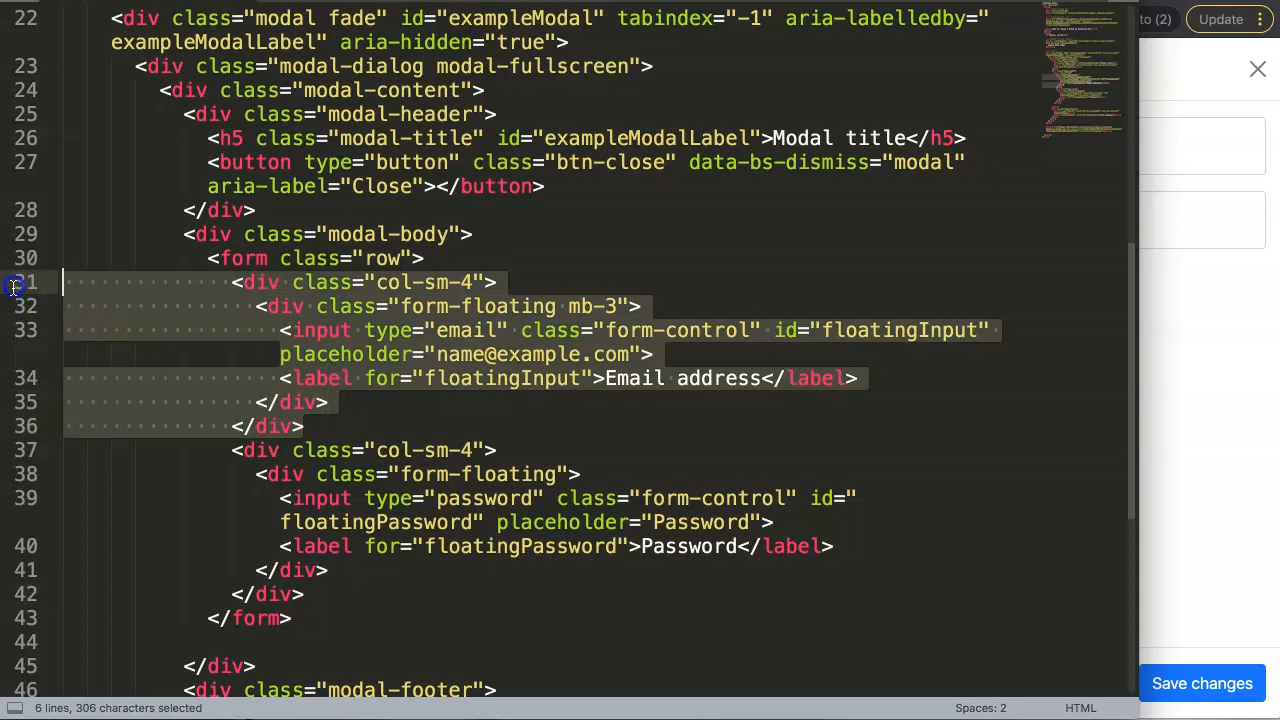 22 <div class="modal fade" id="exampleModal" tabindex="-1" aria-labelledby="
exampleModalLabel" aria-hidden="true">
23 <div class="modal-dialog modal-fullscreen">
24 <div class="modal-content">
25 <div class="modal-header">
26 <h5 class="modal-title" id="exampleModalLabel">Modal title</h5>
27 <button type="button" class="btn-close" data-bs-dismiss="modal"
aria-label="Close"></button>
28 </div>
29 <div class="modal-body">
30 <form class="row">
31 <div class="col-sm-4">
32 <div class="form-floating mb-3">
33 <input type="email" class="form-control" id="floatingInput"
placeholder="name@example.com">
34 <label for="floatingInput">Email address</label>
35 </div>
36 </div>
37 <div class="col-sm-4">
38 <div class="form-floating">
39 <input type="password" class="form-control" id="
floatingPassword" placeholder="Password">
40 <label for="floatingPassword">Password</label>
41 </div>
42 </div>
43 </form>
44
45 </div>
46 <div class="modal-footer">
6 lines, 306 characters selected
Spaces: 2
HTML
(2)
Update
Save changes